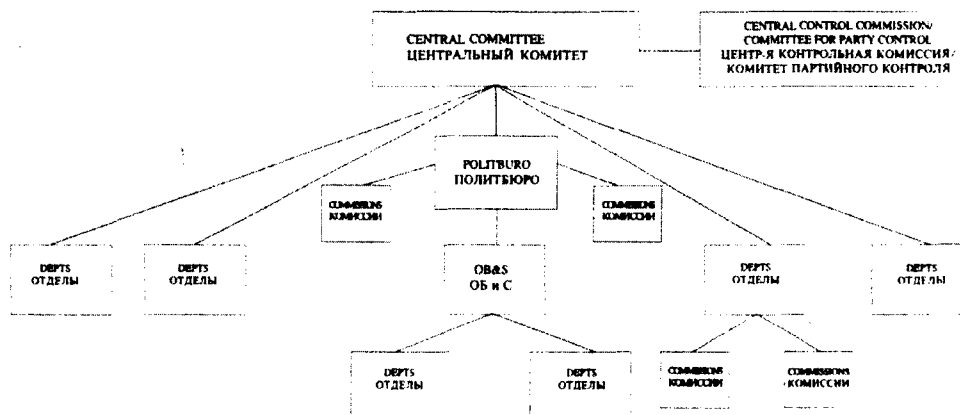 CENTRAL COMMITTEE
ЦЕНТРАЛЬНЫЙ КОМИТЕТ
CENTRAL CONTROL COMMISSION/
COMMITTEE FOR PARTY CONTROL
ЦЕНТР-Я КОНТРОЛЬНАЯ КОМИССИЯ/
КОМИТЕТ ПАРТИЙНОГО КОНТРОЛЯ
POLITBURO
ПОЛИТБЮРО
COMMISSIONS
КОМИССИИ
COMMISSIONS
КОМИССИИ
DEPTS
ОТДЕЛЫ
DEPTS
ОТДЕЛЫ
OB&S
ОБ и С
DEPTS
ОТДЕЛЫ
DEPTS
ОТДЕЛЫ
DEPTS
ОТДЕЛЫ
DEPTS
ОТДЕЛЫ
COMMISSIONS
КОМИССИИ
COMMISSIONS
КОМИССИИ